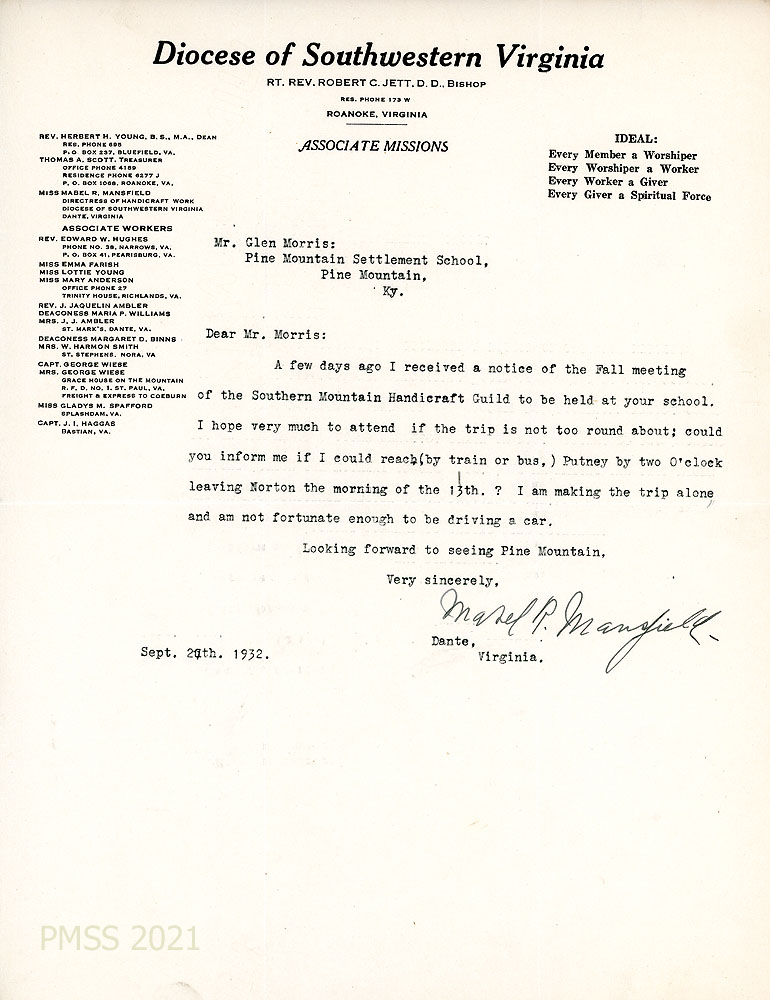 Diocese of Southwestern Virginia
RT. REV. ROBERT C. JETT, D. D., BISHOP
RES. PHONE 173 W
ROANOKE, VIRGINIA
ASSOCIATE MISSIONS
IDEAL:
Every Member a Worshiper
Every Worshiper a Worker
Every Worker a Giver
Every Giver a Spiritual Force
REV. HERBERT H. YOUNG, B. S., M.A., DEAN
RES. PHONE 695
P. O. BOX 237, BLUEFIELD, VA.
THOMAS A. SCOTT, TREASURER
OFFICE PHONE 4159
RESIDENCE PHONE 6277 J
P. O. BOX 1068, ROANOKE, VA.
MISS MABEL R. MANSFIELD
DIRECTRESS OF HANDICRAFT WORK
DIOCESE OF SOUTHWESTERN VIRGINIA
DANTE, VIRGINIA
ASSOCIATE WORKERS
REV. EDWARD W. HUGHES
PHONE NO. 38, NARROWS, VA.
P. O. BOX 41, PEARISBURG, VA.
MISS EMMA PARISH
MISS LOTTIE YOUNG
MISS MARY ANDERSON
OFFICE PHONE 27
TRINITY HOUSE, RICHLANDS, VA.
REV. J. JAQUELIN AMBLER
DEACONESS MARIA P. WILLIAMS
MRS. J. J. AMBLER
ST. MARK'S, DANTE, VA.
DEACONESS MARGARET D. BINNS
MRS. W. HARMON SMITH
ST. STEPHENS, NORA, VA
CAPT. GEORGE WIESE
MRS. GEORGE WIESE
GRACE HOUSE ON THE MOUNTAIN
R. F. D. NO. 1, ST. PAUL, VA.
FREIGHT & EXPRESS TO COEBURN
MISS GLADYS M. SPAFFORD
SPLASHDAM, VA.
CAPT. J. I. HAGGAS
BASTIAN, VA.
Mr. Glen Morris:
Pine Mountain Settlement School,
Pine Mountain,
Ky.
Dear Mr. Morris:
A few days ago I received a notice of the Fall meeting
of the Southern Mountain Handicraft Guild to be held at your school.
I hope very much to attend if the trip is not too round about; could
you inform me if I could reach(by train or bus,) Putney by two O'clock
leaving Norton the morning of the 13th. ? I am making the trip alone
and am not fortunate enough to be driving a car.
Looking forward to seeing Pine Mountain,
Very sincerely,
Mabel R. Mansfield
Dante,
Virginia.
Sept. th. 1932.
PMSS 2021